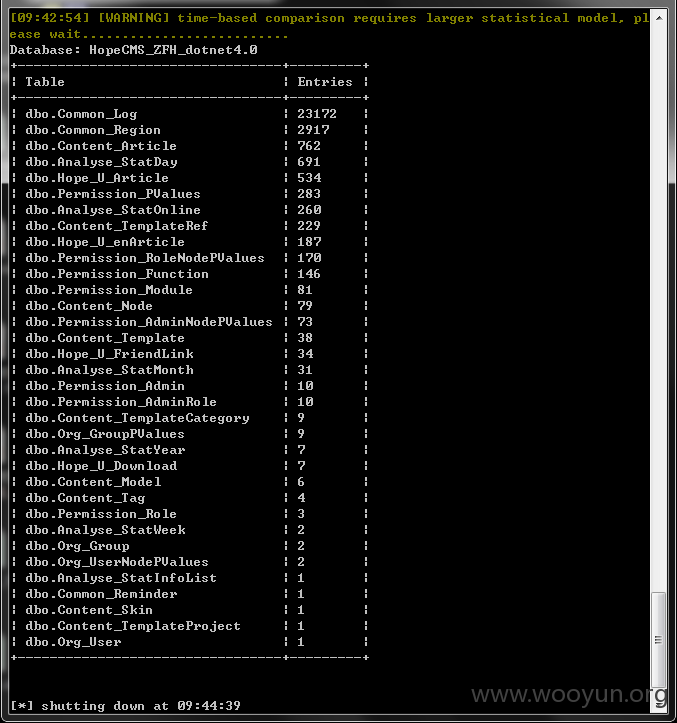 [09:42:54] [WARNING] time-based comparison requires larger statistical model, pl
ease wait..........................
Database: HopeCMS_ZFH_dotnet4.0
+---------------------------------+----------+
| Table | Entries |
+---------------------------------+----------+
| dbo.Common_Log | 23172 |
| dbo.Common_Region | 2917 |
| dbo.Content_Article | 762 |
| dbo.Analyse_StatDay | 691 |
| dbo.Hope_U_Article | 534 |
| dbo.Permission_PValues | 283 |
| dbo.Analyse_StatOnline | 260 |
| dbo.Content_TemplateRef | 229 |
| dbo.Hope_U_enArticle | 187 |
| dbo.Permission_RoleNodePValues | 170 |
| dbo.Permission_Function | 146 |
| dbo.Permission_Module | 81 |
| dbo.Content_Node | 79 |
| dbo.Permission_AdminNodePValues | 73 |
| dbo.Content_Template | 38 |
| dbo.Hope_U_FriendLink | 34 |
| dbo.Analyse_StatMonth | 31 |
| dbo.Permission_Admin | 10 |
| dbo.Permission_AdminRole | 10 |
| dbo.Content_TemplateCategory | 9 |
| dbo.Org_GroupPValues | 9 |
| dbo.Analyse_StatYear | 7 |
| dbo.Hope_U_Download | 7 |
| dbo.Content_Model | 6 |
| dbo.Content_Tag | 4 |
| dbo.Permission_Role | 3 |
| dbo.Analyse_StatWeek | 2 |
| dbo.Org_Group | 2 |
| dbo.Org_UserNodePValues | 2 |
| dbo.Analyse_StatInfoList | 1 |
| dbo.Common_Reminder | 1 |
| dbo.Content_Skin | 1 |
| dbo.Content_TemplateProject | 1 |
| dbo.Org_User | 1 |
+---------------------------------+----------+
[*] shutting down at 09:44:39
www.wooyun.org